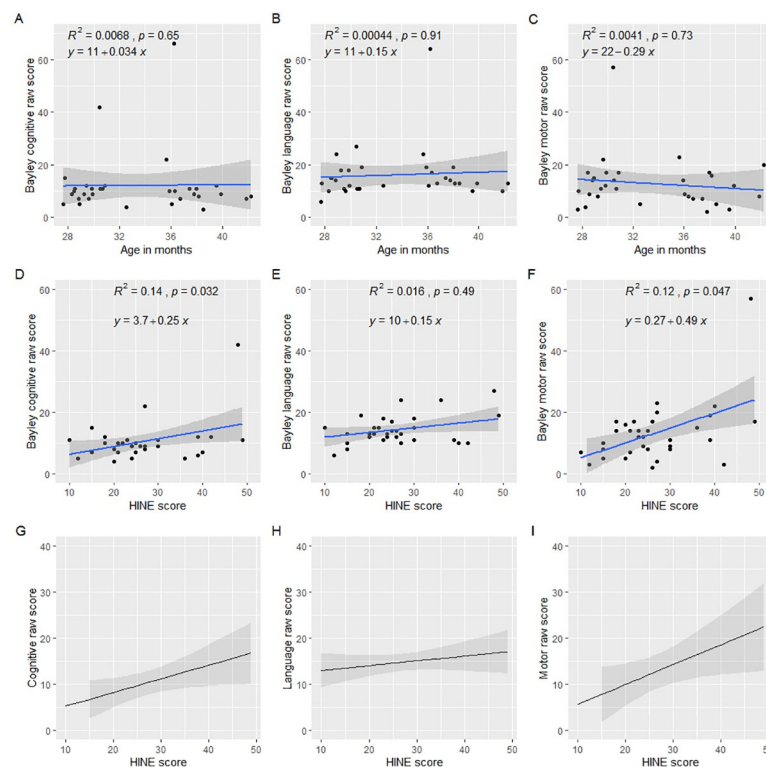 A
R² = 0.0068 , p = 0.65
y = 11 + 0.034 x
Bayley cognitive raw score
60
40
20
0
28
32
36
40
Age in months
B
R² = 0.00044 , p = 0.91
y = 11 + 0.15 x
Bayley language raw score
60
40
20
0
28
32
36
40
Age in months
C
R² = 0.0041 , p = 0.73
y = 22 − 0.29 x
Bayley motor raw score
60
40
20
0
28
32
36
40
Age in months
D
R² = 0.14 , p = 0.032
y = 3.7 + 0.25 x
Bayley cognitive raw score
60
40
20
0
10
20
30
40
50
HINE score
E
R² = 0.016 , p = 0.49
y = 10 + 0.15 x
Bayley language raw score
60
40
20
0
10
20
30
40
50
HINE score
F
R² = 0.12 , p = 0.047
y = 0.27 + 0.49 x
Bayley motor raw score
60
40
20
0
10
20
30
40
50
HINE score
G
Cognitive raw score
40
30
20
10
0
10
20
30
40
50
HINE score
H
Language raw score
40
30
20
10
0
10
20
30
40
50
HINE score
I
Motor raw score
40
30
20
10
0
10
20
30
40
HINE score